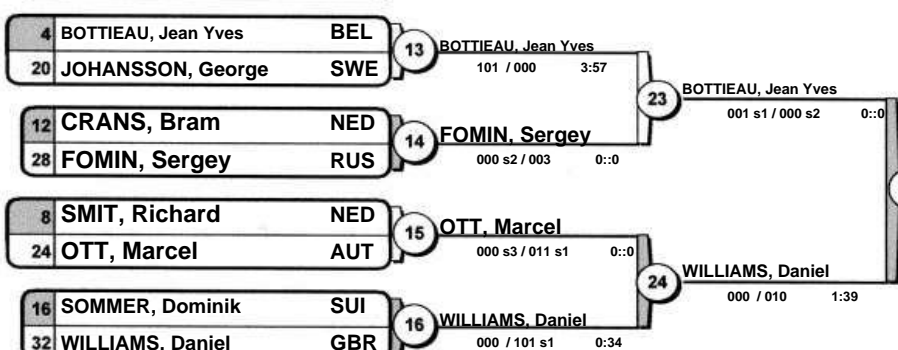 4 BOTTIEAU, Jean Yves BEL
20 JOHANSSON, George SWE
13
BOTTIEAU, Jean Yves
101 / 000 3:57
12 CRANS, Bram NED
28 FOMIN, Sergey RUS
14
FOMIN, Sergey
000 s2 / 003 0::0
23
BOTTIEAU, Jean Yves
001 s1 / 000 s2 0::0
8 SMIT, Richard NED
24 OTT, Marcel AUT
15
OTT, Marcel
000 s3 / 011 s1 0::0
16 SOMMER, Dominik SUI
32 WILLIAMS, Daniel GBR
16
WILLIAMS, Daniel
000 / 101 s1 0:34
24
WILLIAMS, Daniel
000 / 010 1:39